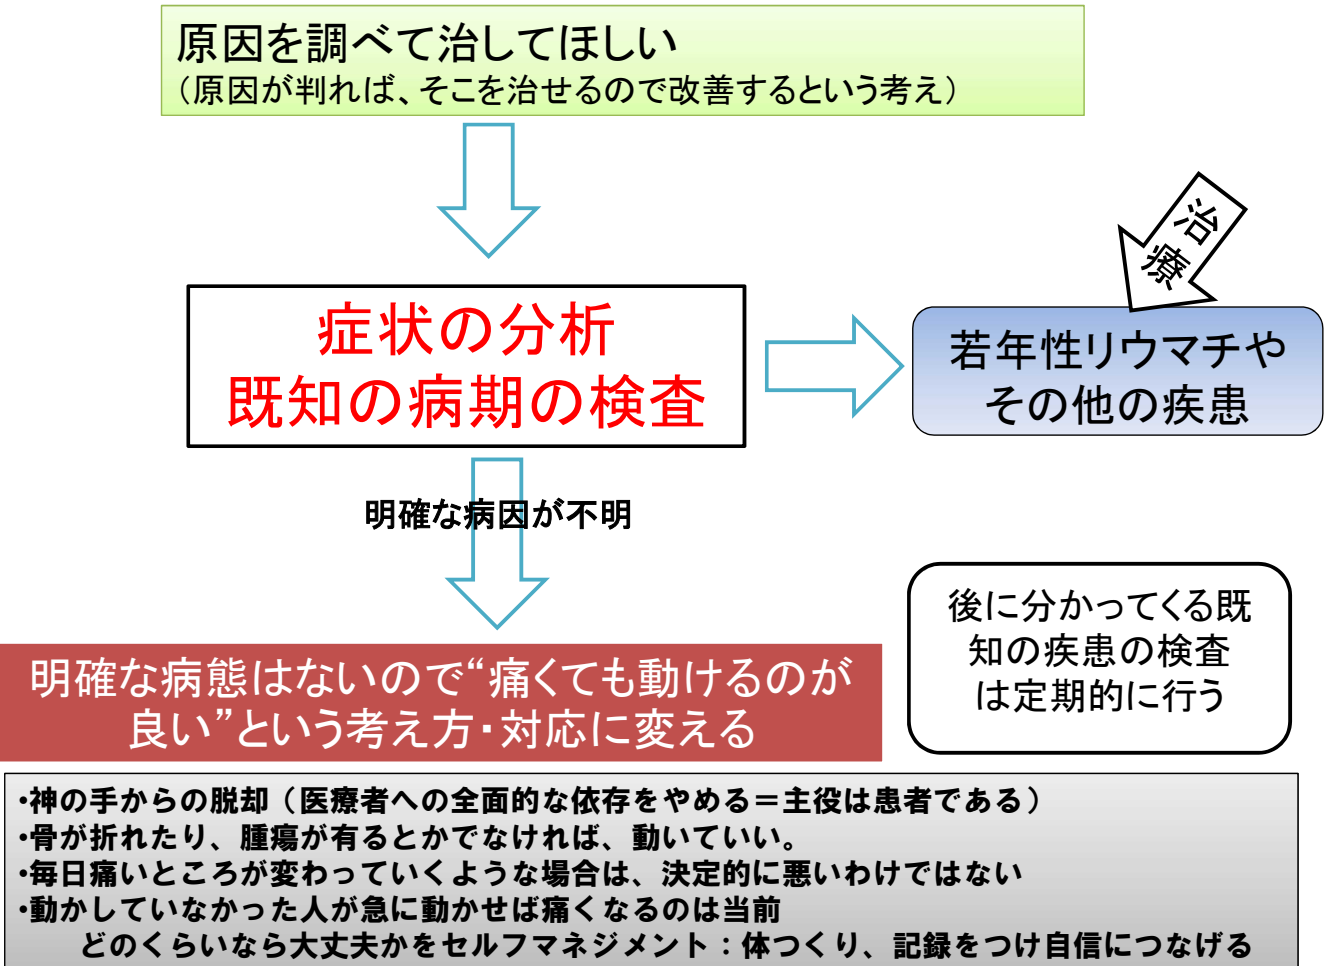 原因を調べて治してほしい
（原因が判れば、そこを治せるので改善するという考え）
治
療
症状の分析
既知の病期の検査
若年性リウマチや
その他の疾患
明確な病因が不明
後に分かってくる既
知の疾患の検査
は定期的に行う
明確な病態はないので“痛くても動けるのが
良い”という考え方・対応に変える
・神の手からの脱却（医療者への全面的な依存をやめる＝主役は患者である）
・骨が折れたり、腫瘍が有るとかでなければ、動いていい。
・毎日痛いところが変わっていくような場合は、決定的に悪いわけではない
・動かしていなかった人が急に動かせば痛くなるのは当前
どのくらいなら大丈夫かをセルフマネジメント：体つくり、記録をつけ自信につなげる